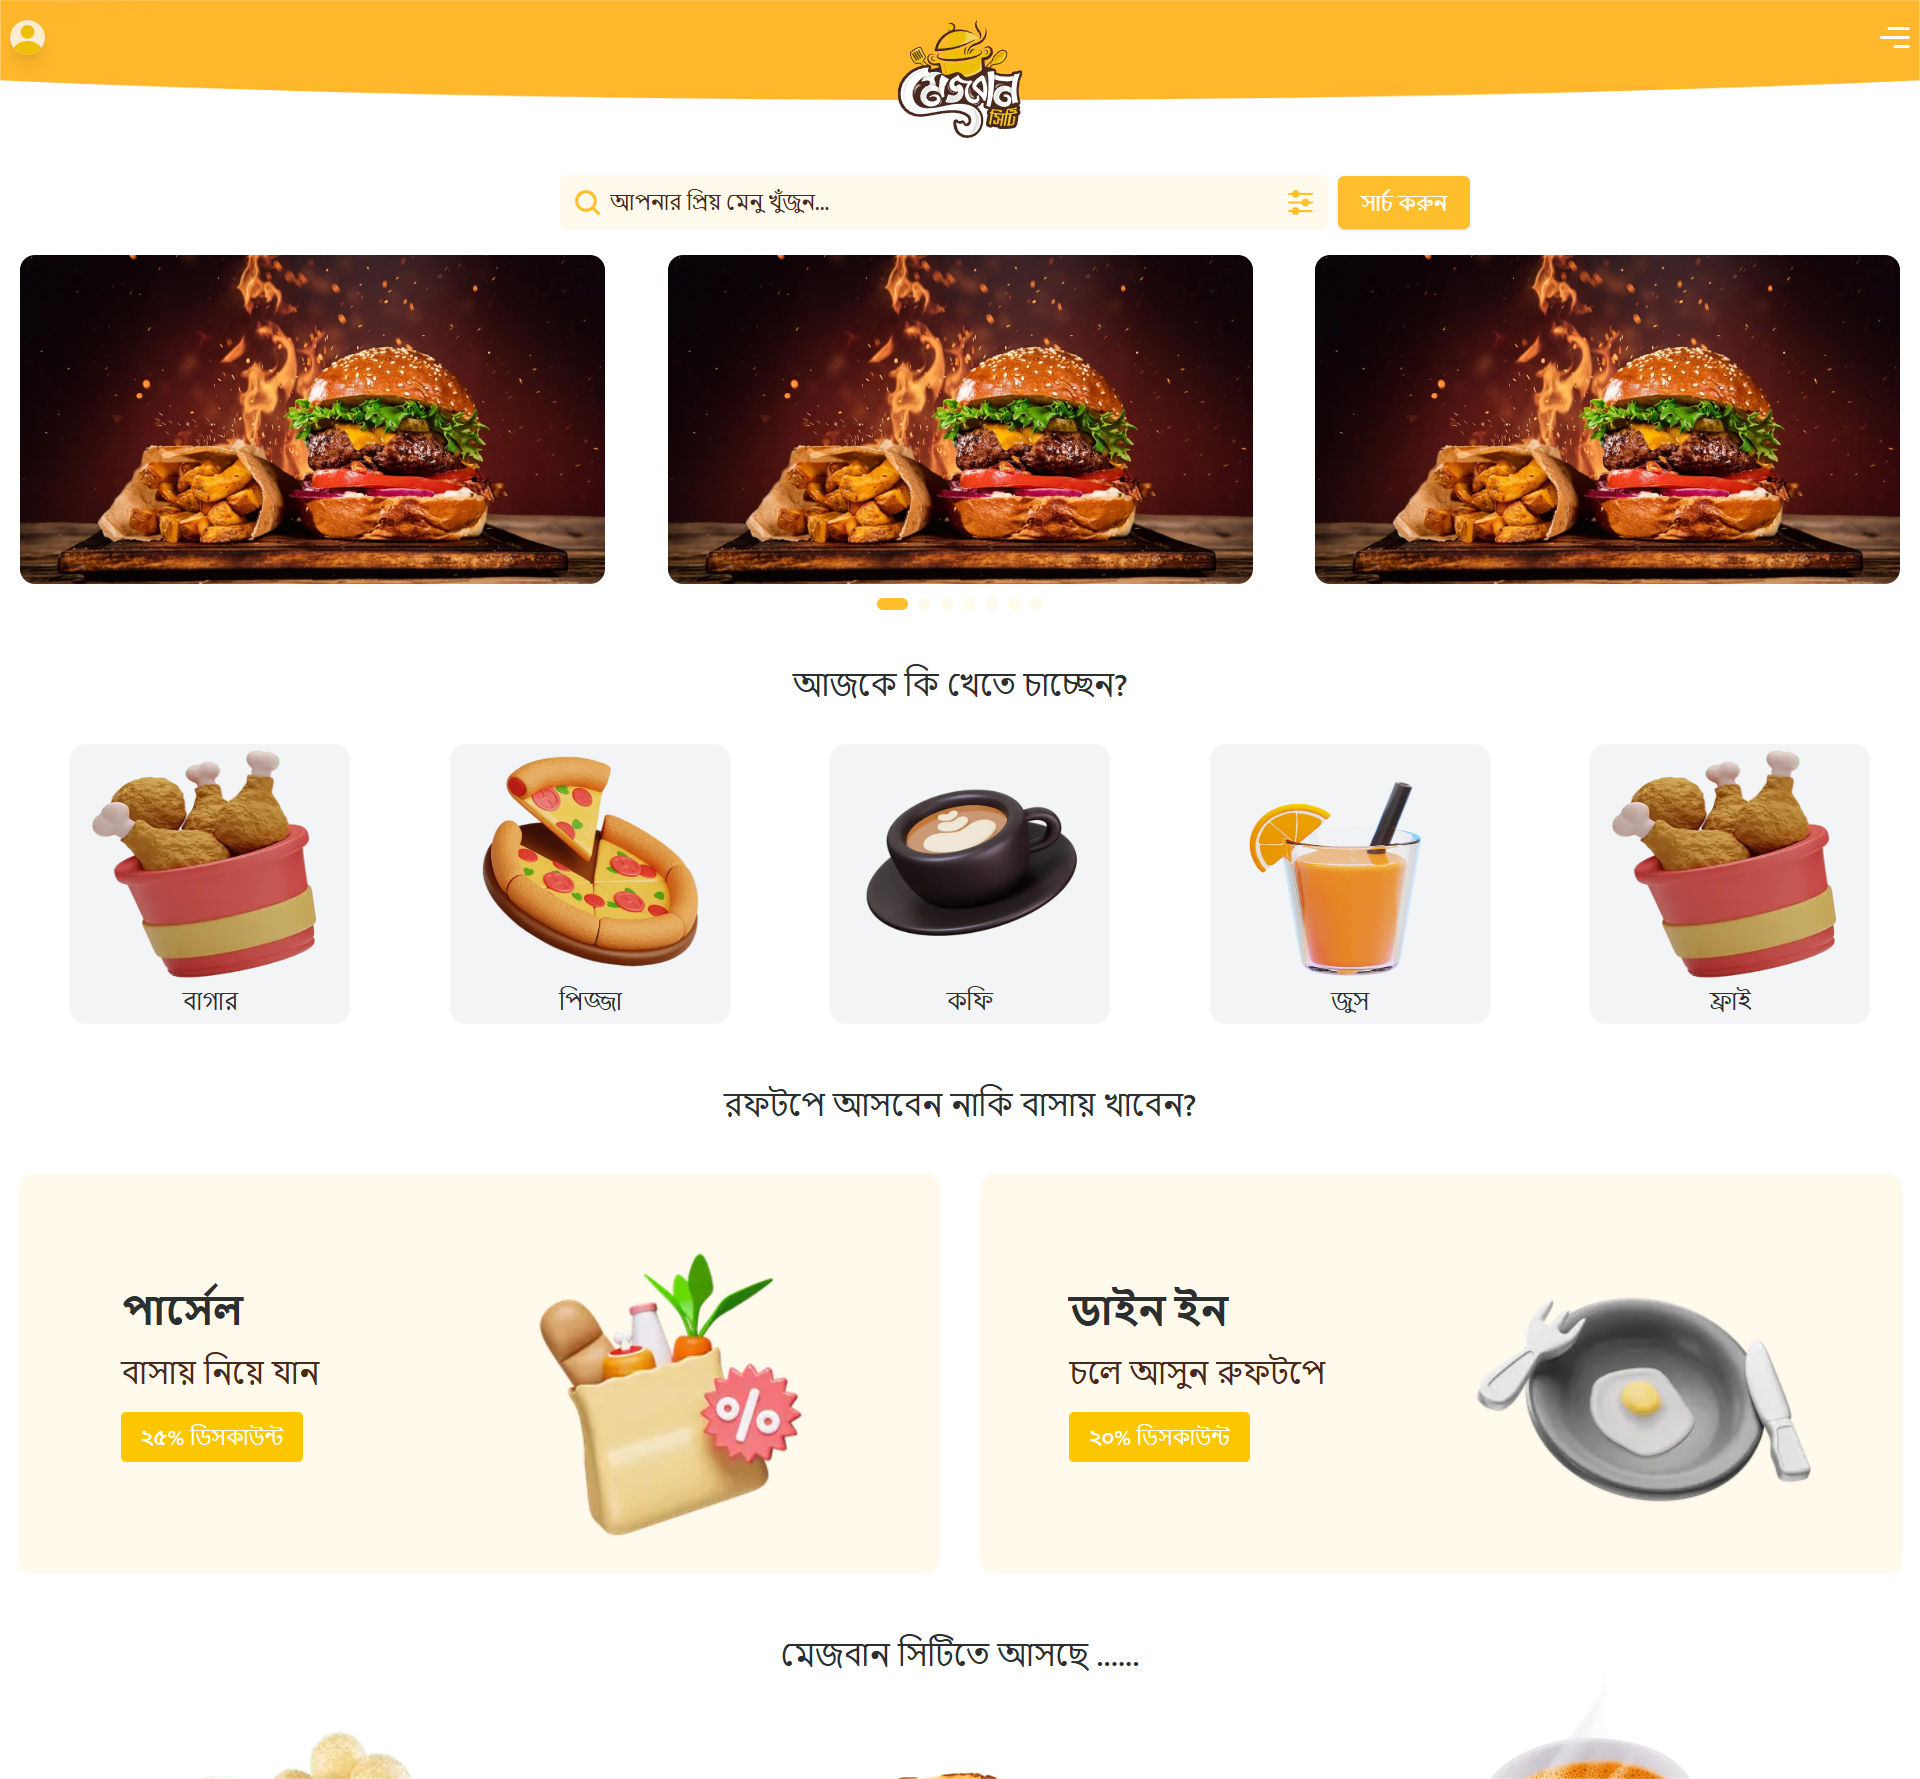 মেজবান
সিটি
আপনার প্রিয় মেনু খুঁজুন...
সার্চ করুন
আজকে কি খেতে চাচ্ছেন?
বাগার
পিজ্জা
কফি
জুস
ফ্রাই
রফটপে আসবেন নাকি বাসায় খাবেন?
পার্সেল
বাসায় নিয়ে যান
২৫% ডিসকাউন্ট
%
ডাইন ইন
চলে আসুন রুফটপে
২০% ডিসকাউন্ট
মেজবান সিটিতে আসছে ......